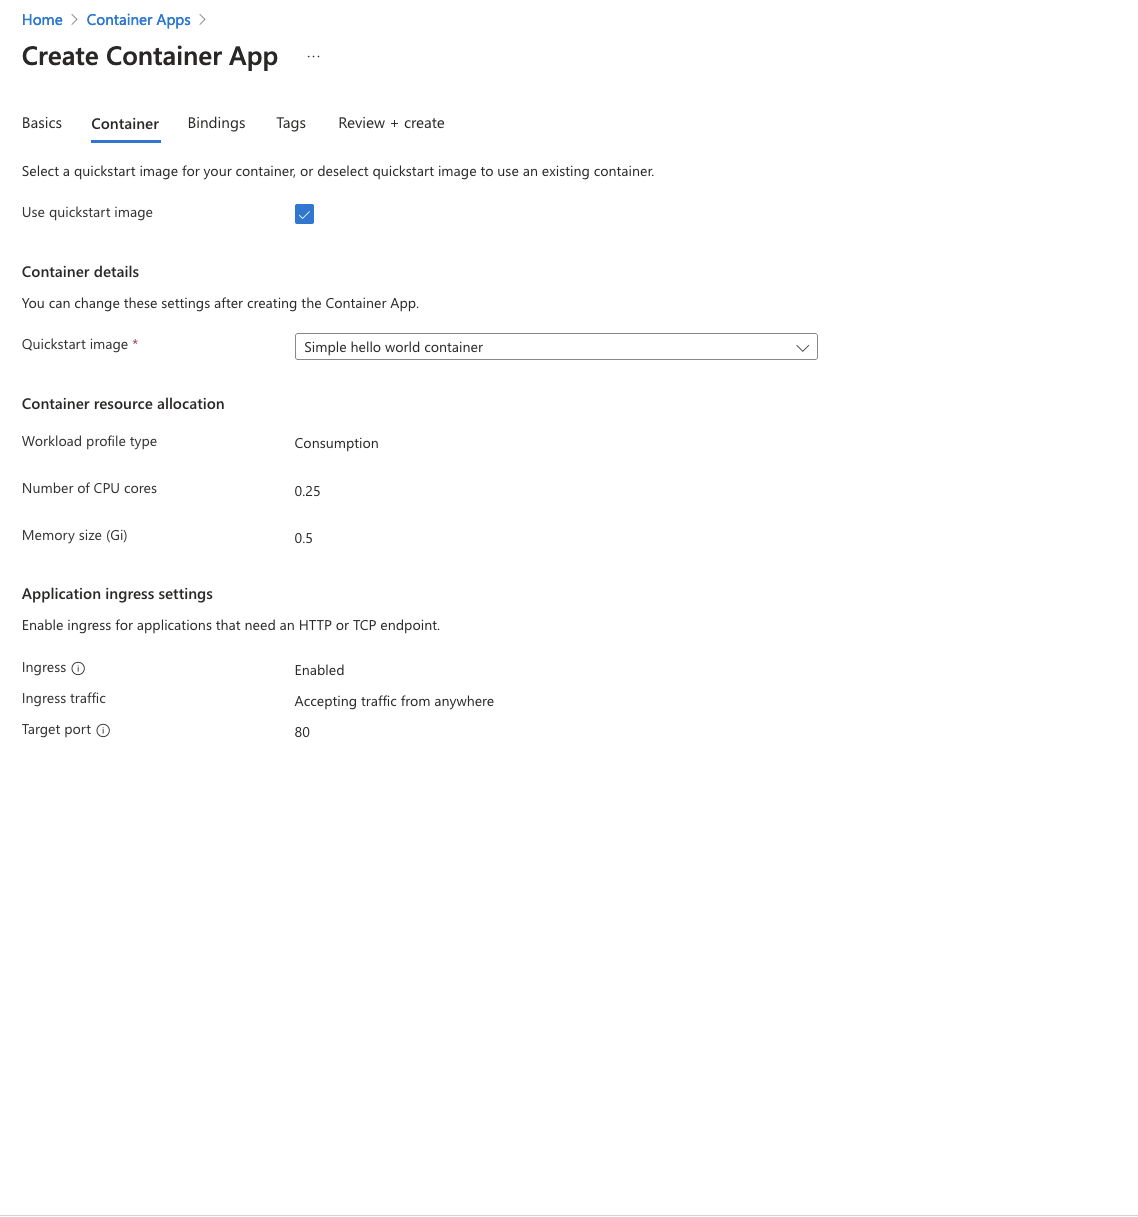 Home > Container Apps >
Create Container App ...
Basics Container Bindings Tags Review + create
Select a quickstart image for your container, or deselect quickstart image to use an existing container.
Use quickstart image
Container details
You can change these settings after creating the Container App.
Quickstart image * Simple hello world container
Container resource allocation
Workload profile type Consumption
Number of CPU cores 0.25
Memory size (Gi) 0.5
Application ingress settings
Enable ingress for applications that need an HTTP or TCP endpoint.
Ingress Enabled
Ingress traffic Accepting traffic from anywhere
Target port 80